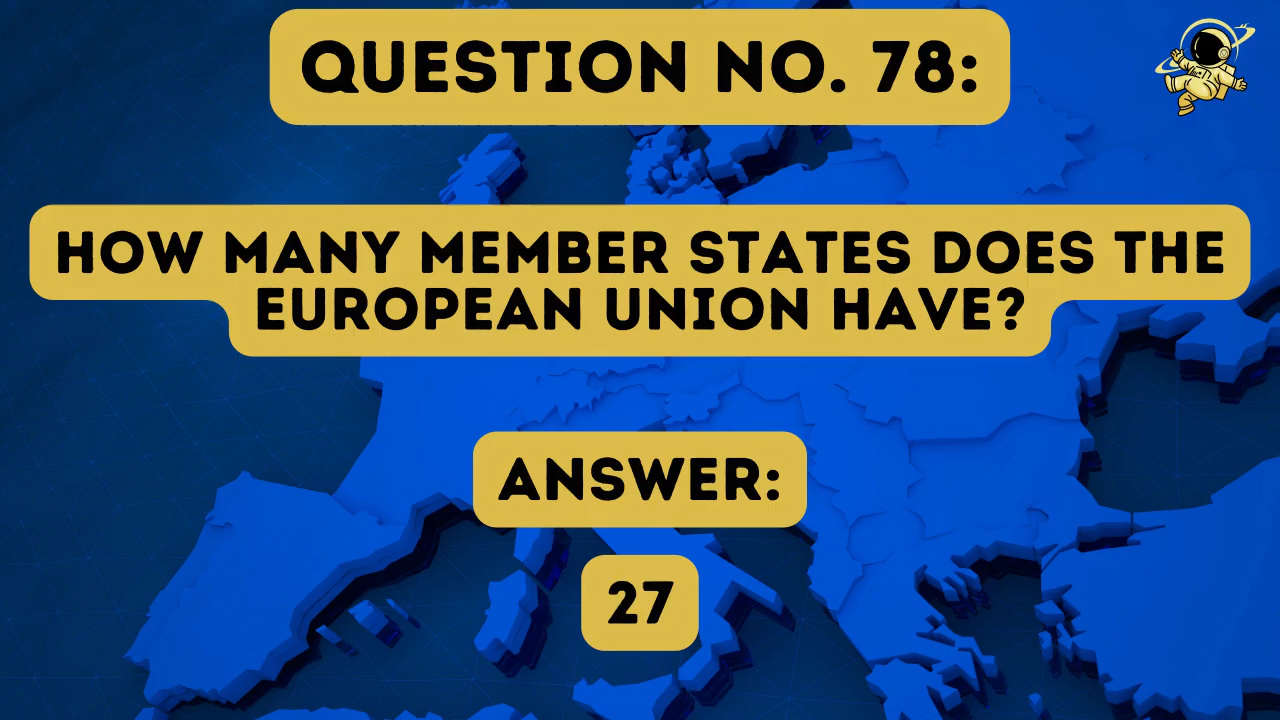 QUESTION NO. 78:
HOW MANY MEMBER STATES DOES THE
EUROPEAN UNION HAVE?
ANSWER:
27